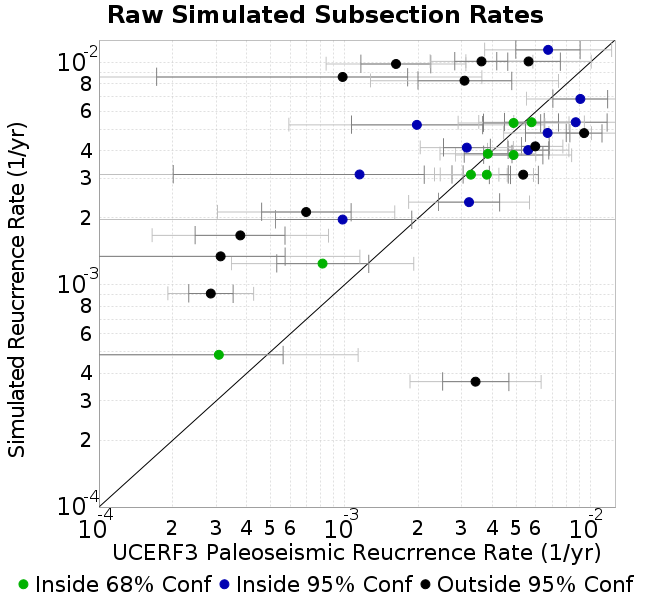 Raw Simulated Subsection Rates
Simulated Reucrrence Rate (1/yr)
10-2
8
6
4
3
2
10-3
8
6
4
3
2
10-4
10-4 2 3 4 5 6 10-3 2 3 4 5 6 10-2
UCERF3 Paleoseismic Reucrrence Rate (1/yr)
Inside 68% Conf Inside 95% Conf Outside 95% Conf